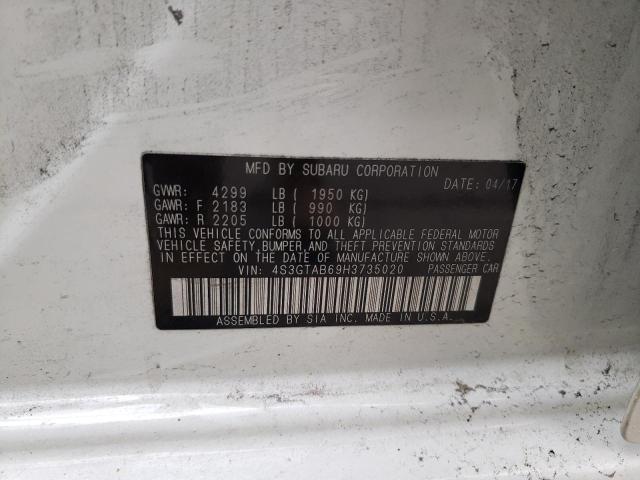 MFD BY SUBARU CORPORATION
DATE: 04/17
GVWR: 4299 LB ( 1950 KG)
GAWR: F 2183 LB ( 990 KG)
GAWR: R 2205 LB ( 1000 KG)
THIS VEHICLE CONFORMS TO ALL APPLICABLE FEDERAL MOTOR
VEHICLE SAFETY, BUMPER, AND THEFT PREVENTION STANDARDS
IN EFFECT ON THE DATE OF MANUFACTURE SHOWN ABOVE.
VIN: 4S3GTAB69H3735020 PASSENGER CAR
ASSEMBLED BY SIA INC. MADE IN U.S.A.